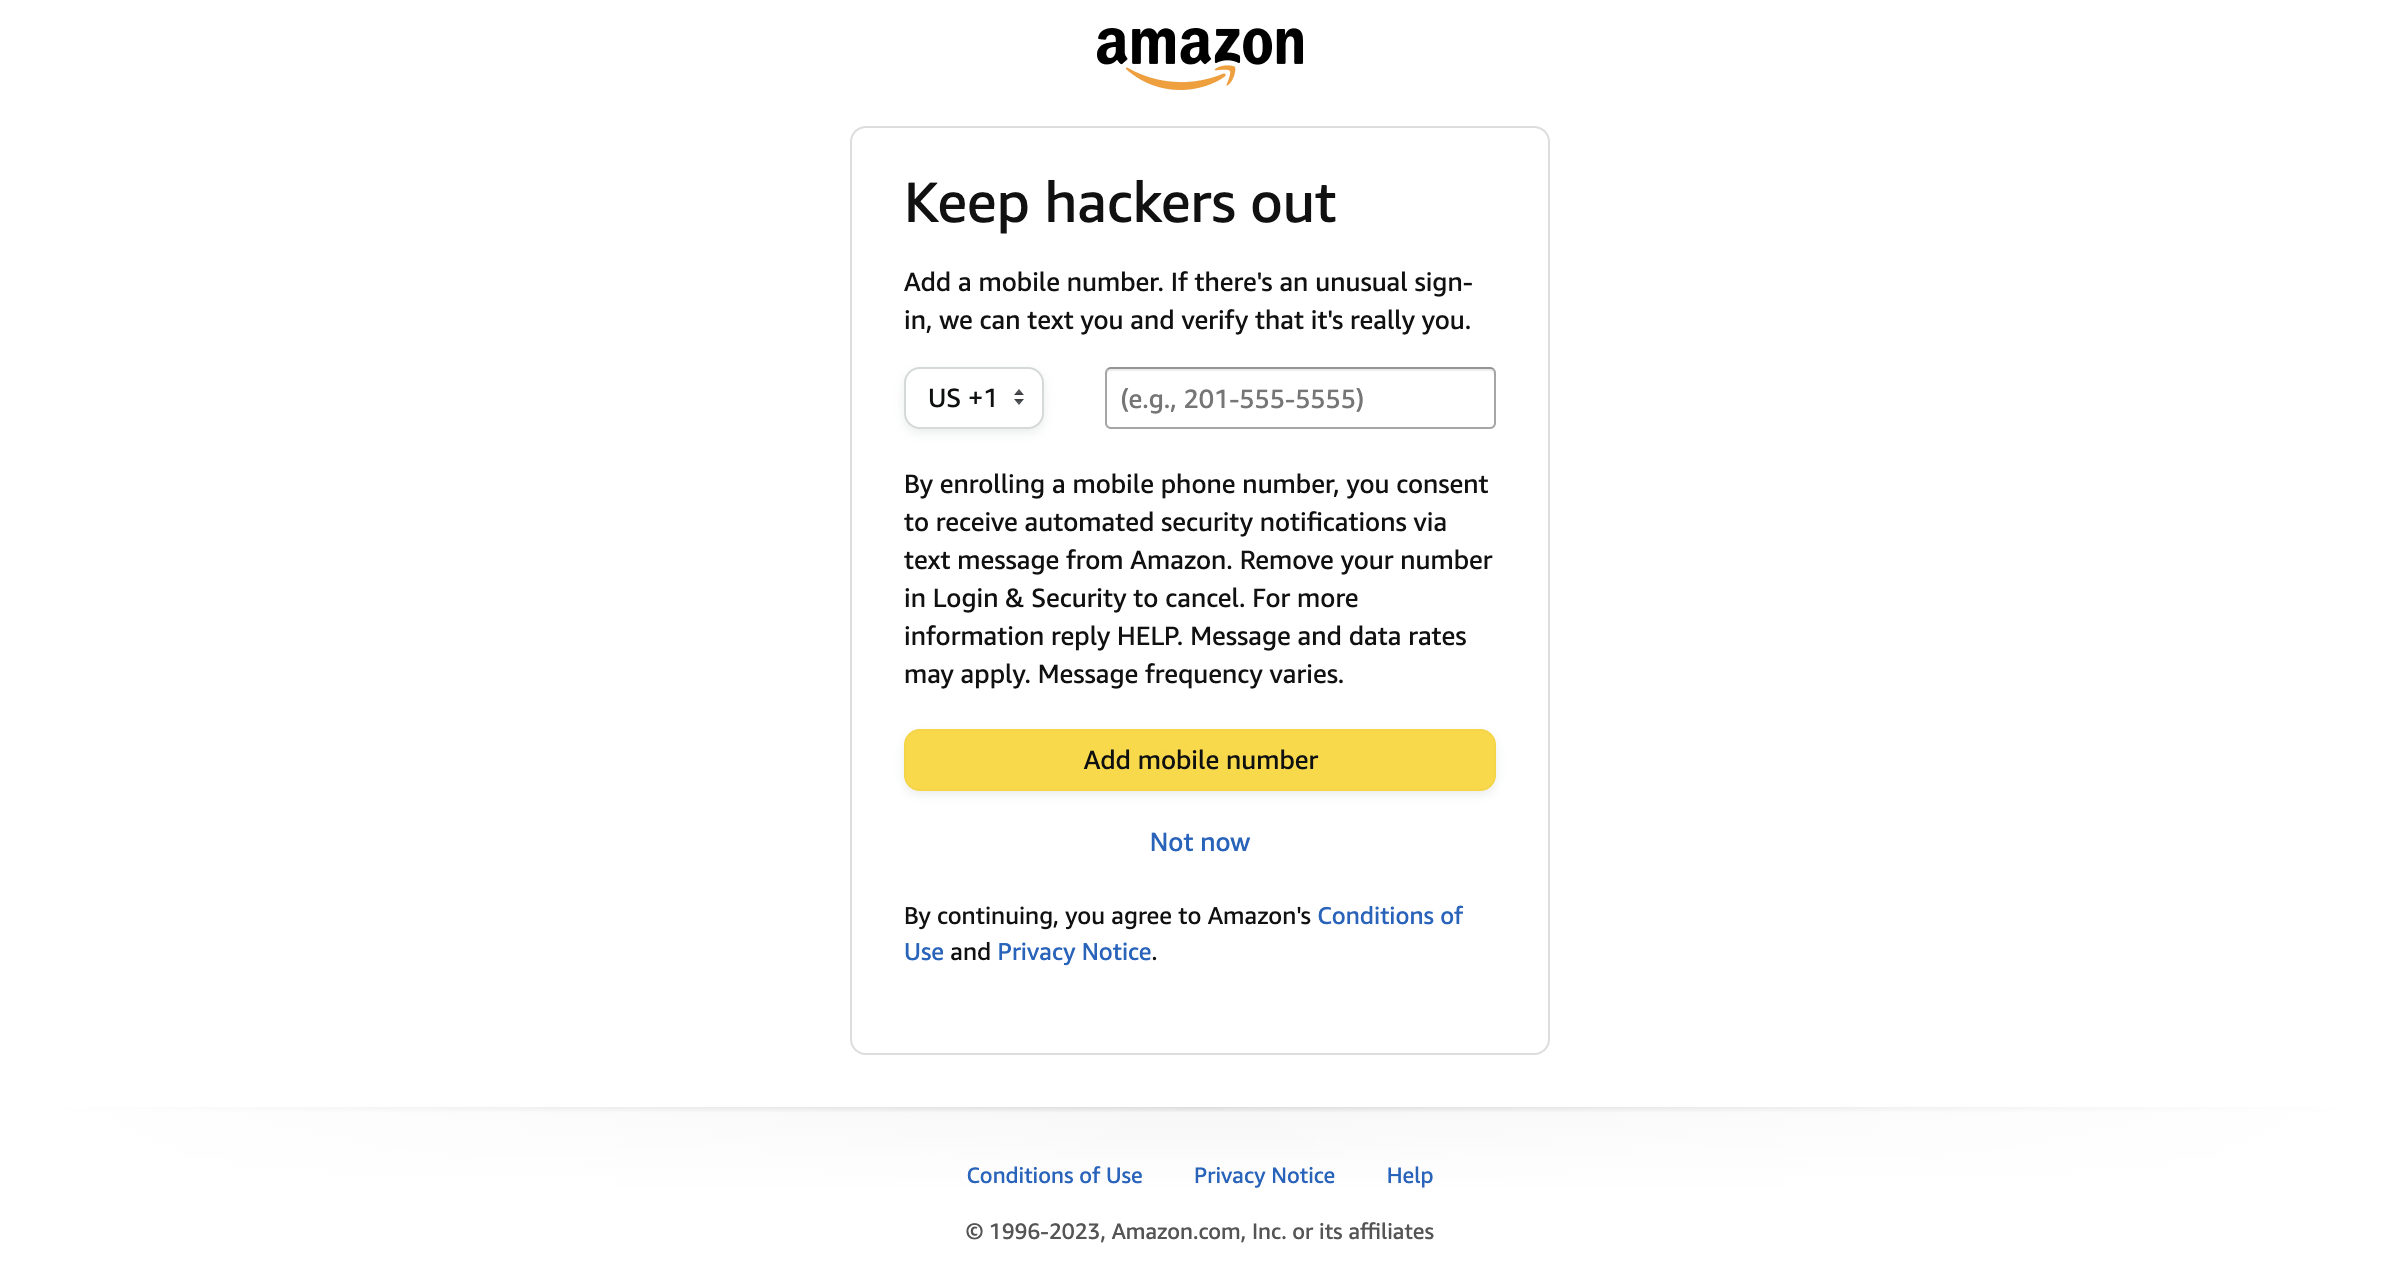 amazon
Keep hackers out
Add a mobile number. If there's an unusual sign-
in, we can text you and verify that it's really you.
US +1 (e.g., 201-555-5555)
By enrolling a mobile phone number, you consent
to receive automated security notifications via
text message from Amazon. Remove your number
in Login & Security to cancel. For more
information reply HELP. Message and data rates
may apply. Message frequency varies.
Add mobile number
Not now
By continuing, you agree to Amazon's Conditions of
Use and Privacy Notice.
Conditions of Use Privacy Notice Help
© 1996-2023, Amazon.com, Inc. or its affiliates